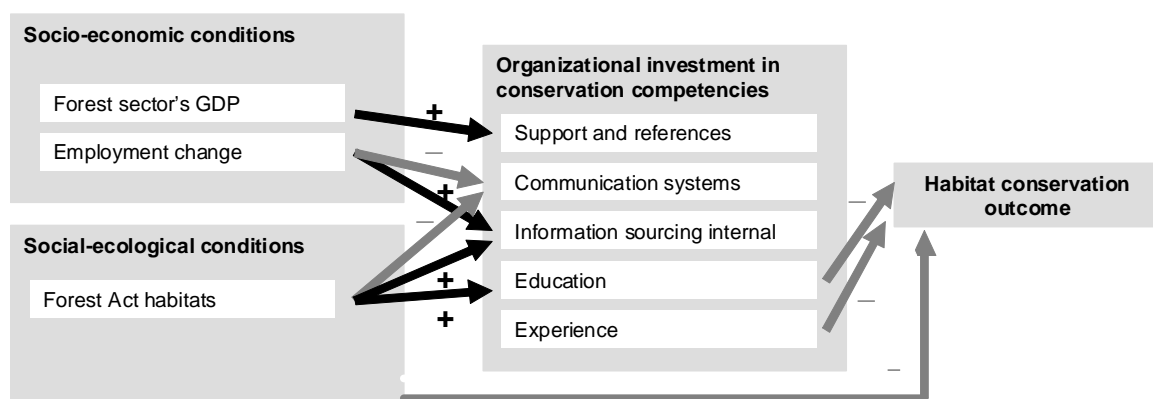 Socio-economic conditions
Forest sector's GDP
Employment change
Social-ecological conditions
Forest Act habitats
+
–
+
–
+
+
Organizational investment in
conservation competencies
Support and references
Communication systems
Information sourcing internal
Education
Experience
–
–
–
Habitat conservation
outcome